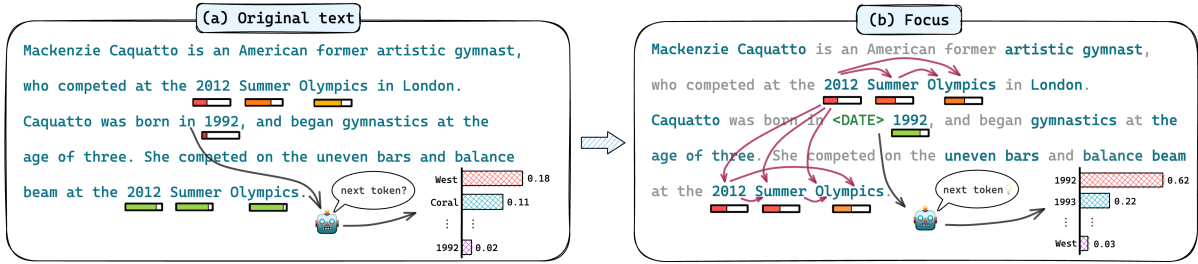 (a) Original text
Mackenzie Caquatto is an American former artistic gymnast,
who competed at the 2012 Summer Olympics in London.
Caquatto was born in 1992, and began gymnastics at the
age of three. She competed on the uneven bars and balance
beam at the 2012 Summer Olympics.
next token?
West 0.18
Coral 0.11
1992 0.02
(b) Focus
Mackenzie Caquatto is an American former artistic gymnast,
who competed at the 2012 Summer Olympics in London.
Caquatto was born in <DATE> 1992, and began gymnastics at the
age of three. She competed on the uneven bars and balance beam
at the 2012 Summer Olympics.
next token
1992 0.62
1993 0.22
West 0.03